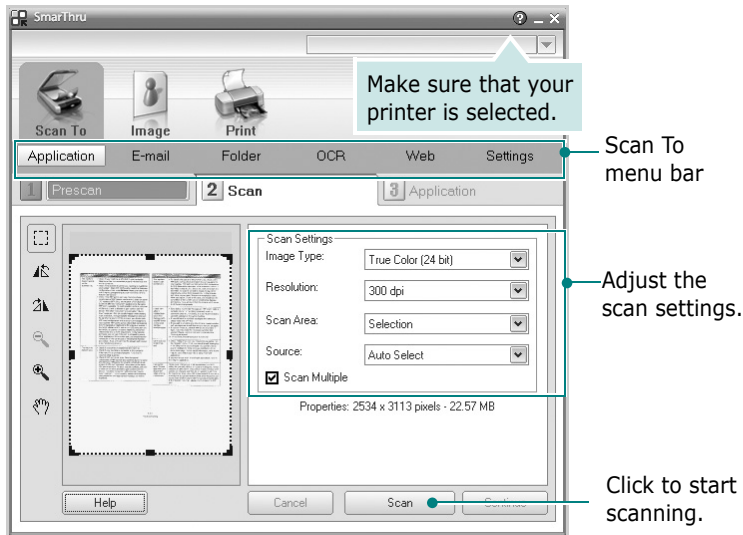 SmarThru
Make sure that your
printer is selected.
Scan To
Image
Print
Application E-mail Folder OCR Web Settings
Scan To
menu bar
1 Prescan
2 Scan
3 Application
Scan Settings
Image Type: True Color (24 bit)
Resolution: 300 dpi
Scan Area: Selection
Source: Auto Select
Scan Multiple
Adjust the
scan settings.
Properties: 2534 x 3113 pixels - 22.57 MB
Help
Cancel
Scan
Click to start
scanning.